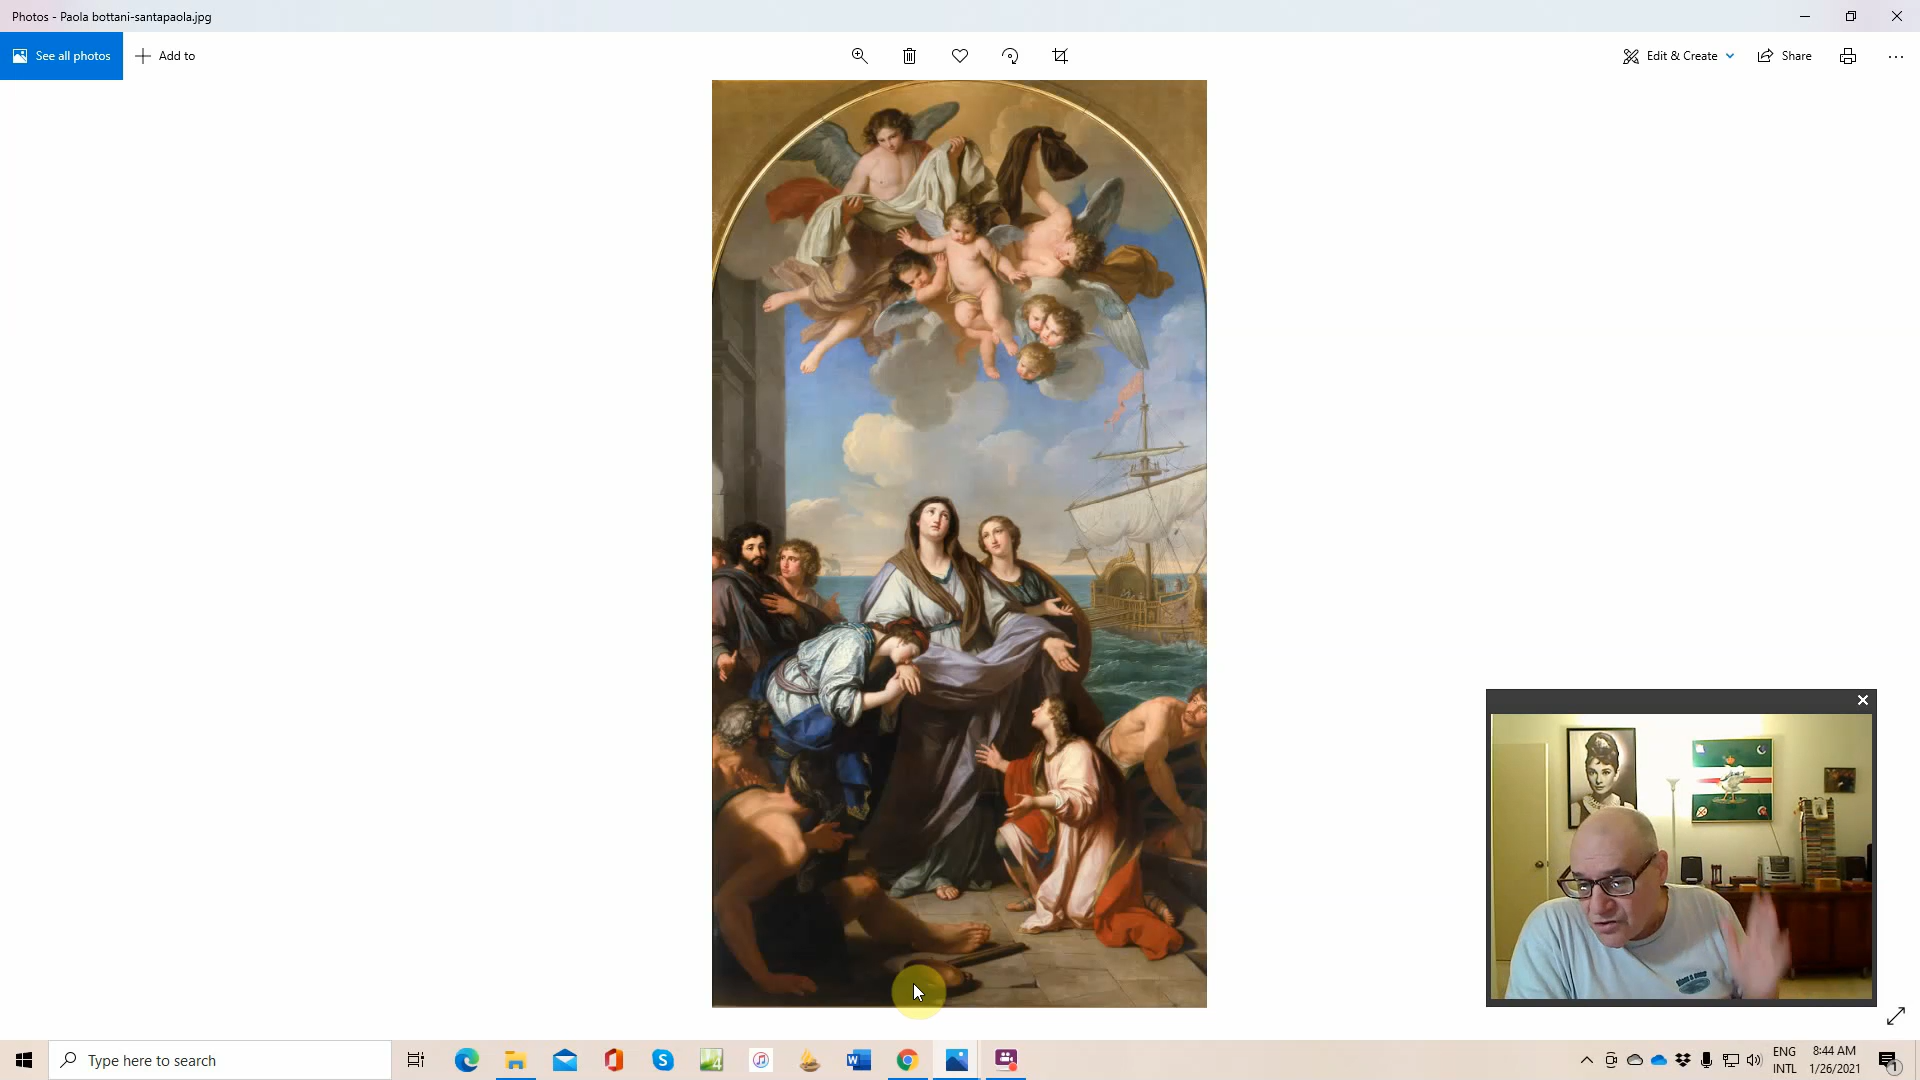 Photos - Paola bottani-santapaola.jpg
See all photos
Add to
Edit & Create
Share
Type here to search
ENG
INTL
8:44 AM
1/26/2021
1